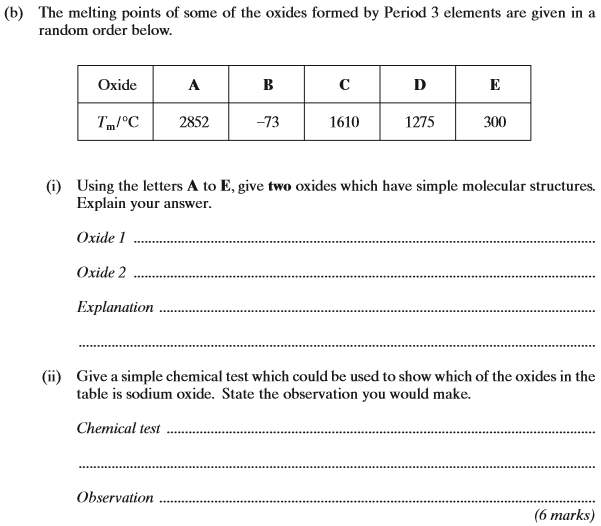 (b) The melting points of some of the oxides formed by Period 3 elements are given in a
random order below.
Oxide A B C D E
Tm/°C 2852 –73 1610 1275 300
(i) Using the letters A to E, give two oxides which have simple molecular structures.
Explain your answer.
Oxide 1
Oxide 2
Explanation
(ii) Give a simple chemical test which could be used to show which of the oxides in the
table is sodium oxide. State the observation you would make.
Chemical test
Observation
(6 marks)